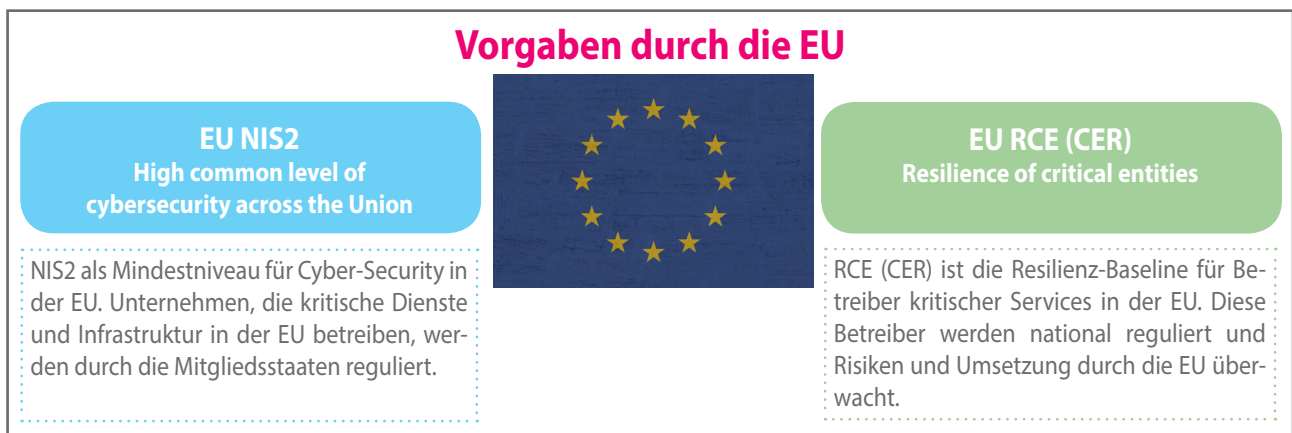 Vorgaben durch die EU
EU NIS2
High common level of
cybersecurity across the Union
NIS2 als Mindestniveau für Cyber-Security in
der EU. Unternehmen, die kritische Dienste
und Infrastruktur in der EU betreiben, wer-
den durch die Mitgliedsstaaten reguliert.
EU RCE (CER)
Resilience of critical entities
RCE (CER) ist die Resilienz-Baseline für Be-
treiber kritischer Services in der EU. Diese
Betreiber werden national reguliert und
Risiken und Umsetzung durch die EU über-
wacht.